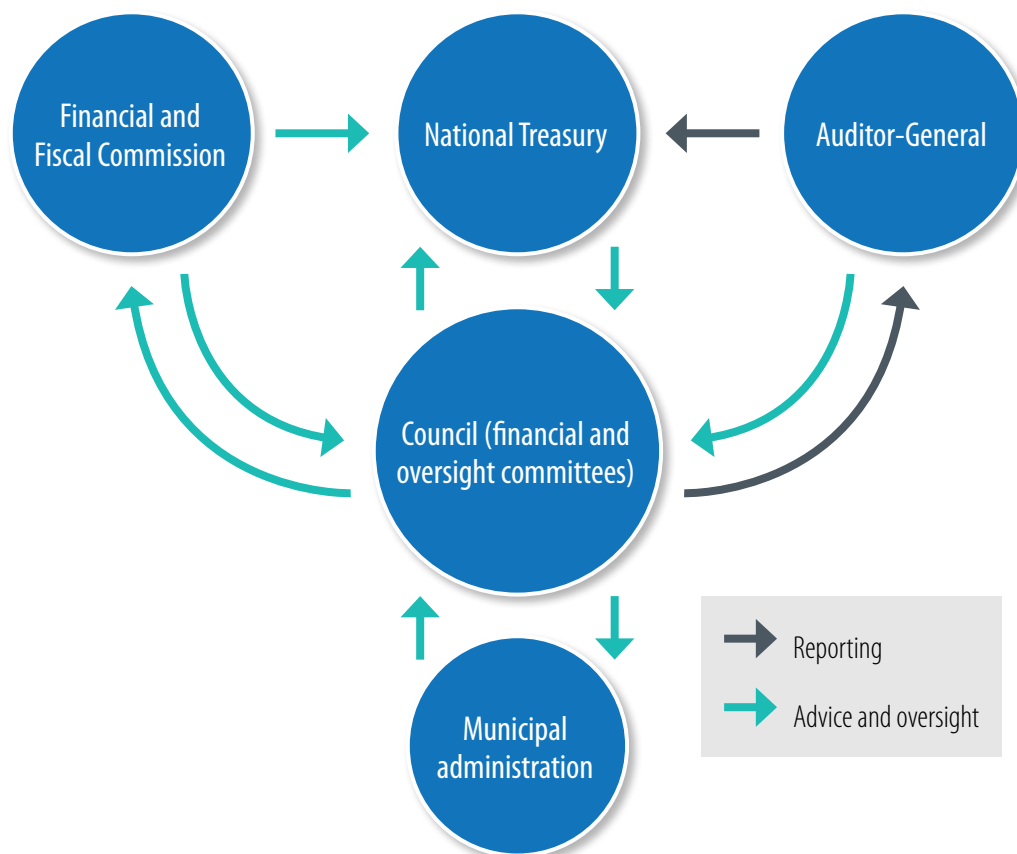 Financial and
Fiscal Commission
National Treasury
Auditor-General
Council (financial and
oversight committees)
Municipal
administration
Reporting
Advice and oversight